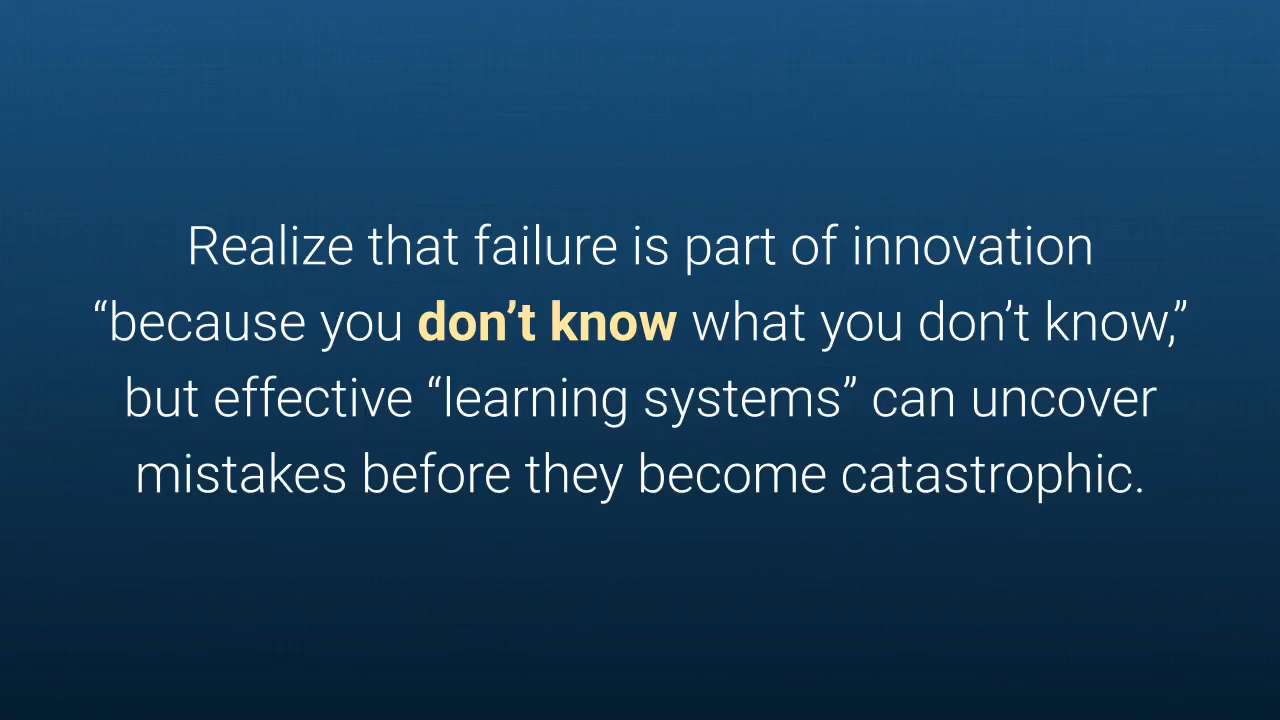 Realize that failure is part of innovation
“because you don’t know what you don’t know,”
but effective “learning systems” can uncover
mistakes before they become catastrophic.